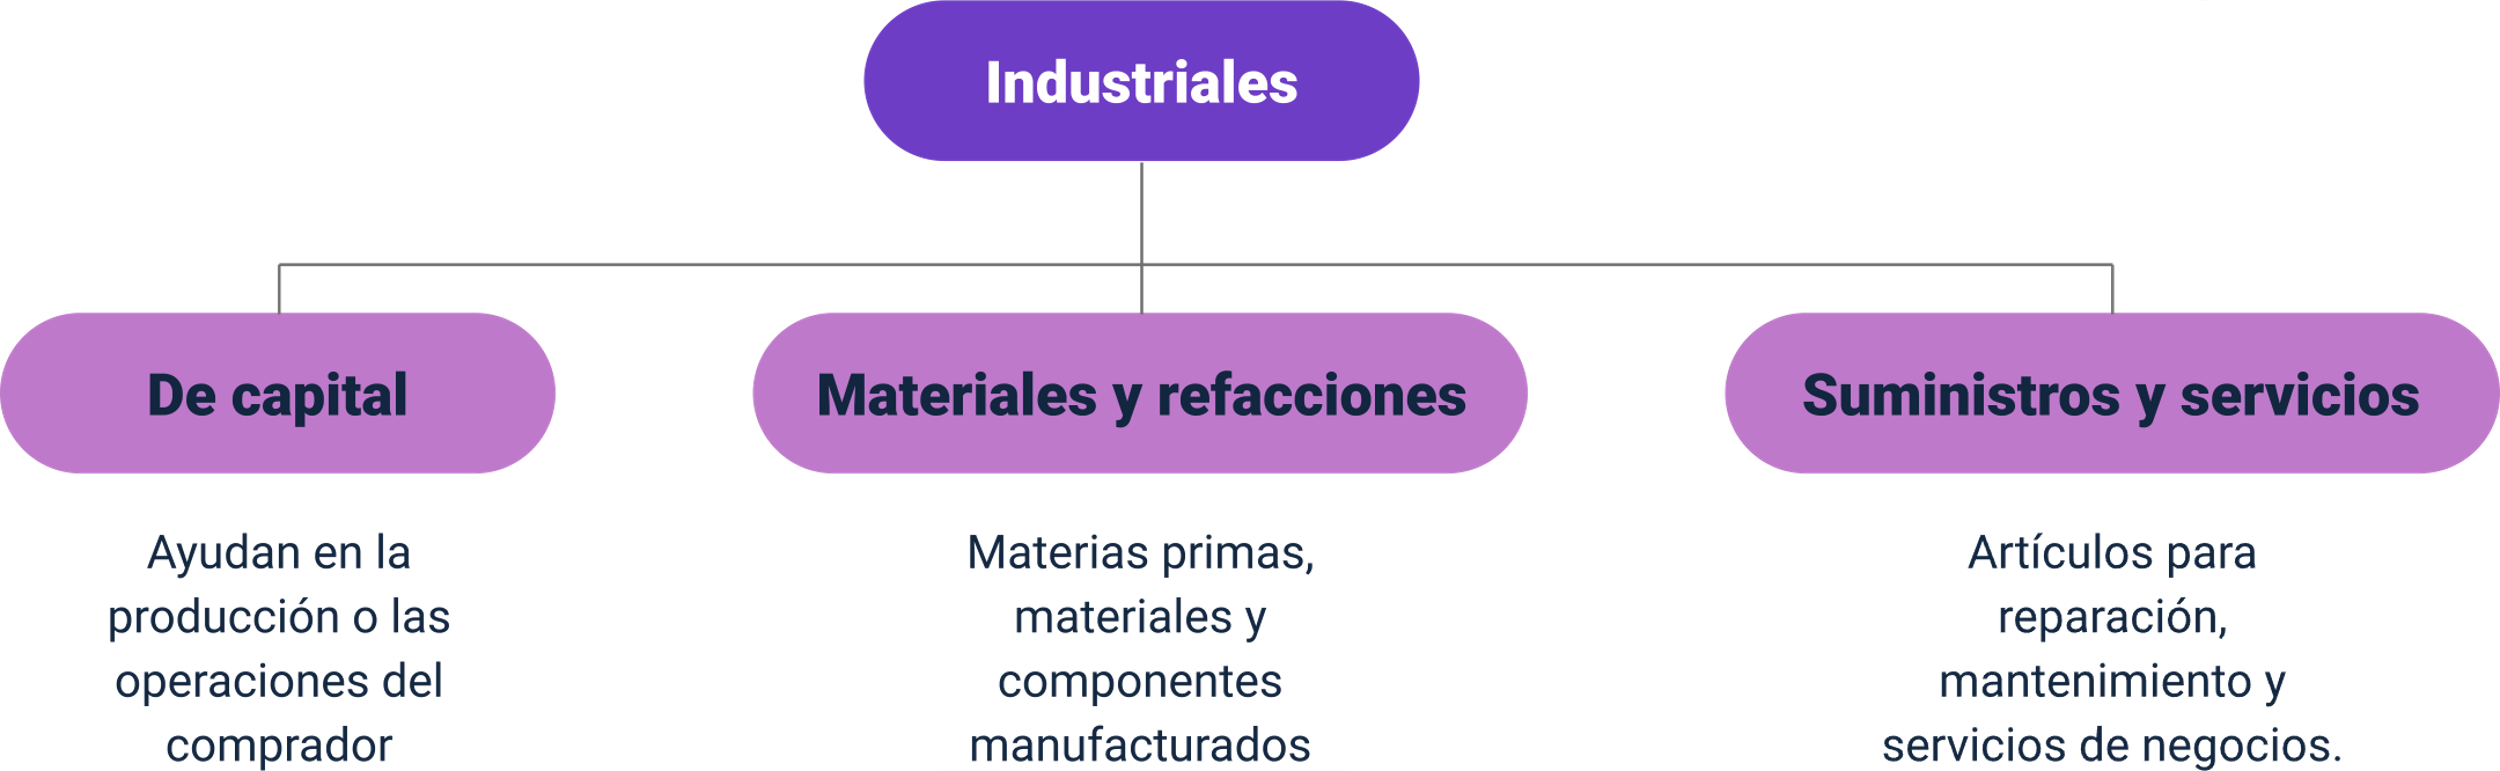 Industriales
De capital
Materiales y refacciones
Suministros y servicios
Ayudan en la
producción o las
operaciones del
comprador
Materias primas,
materiales y
componentes
manufacturados
Artículos para
reparación,
mantenimiento y
servicios de negocios.